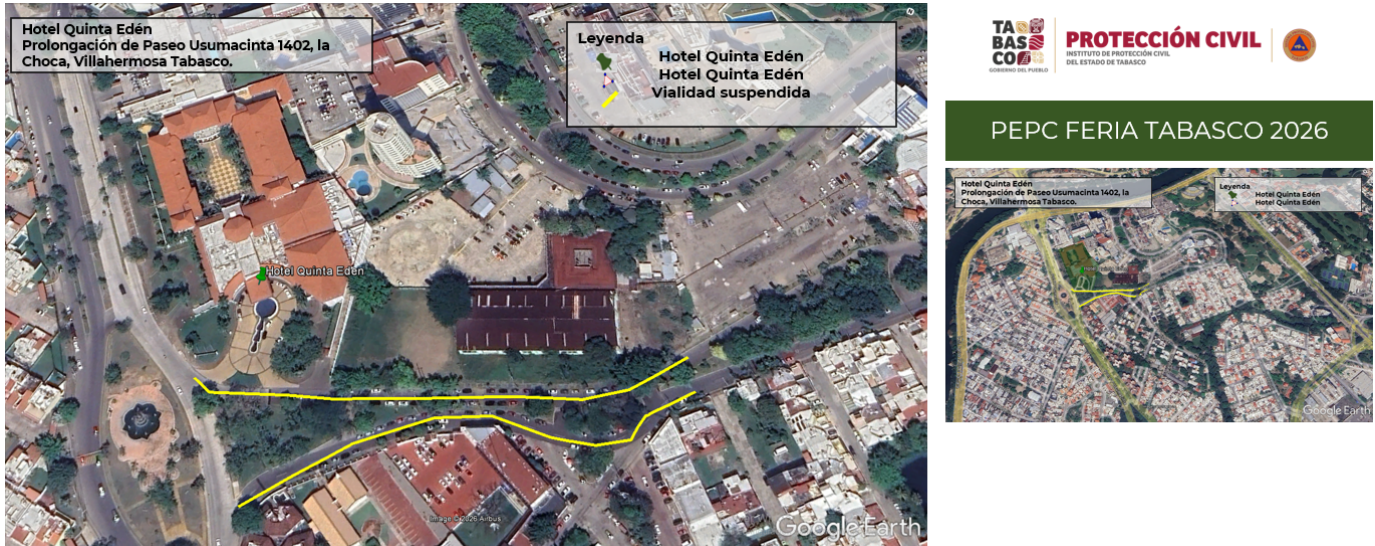 Hotel Quinta Edén
Prolongación de Paseo Usumacinta 1402, la
Choca, Villahermosa Tabasco.
Leyenda
Hotel Quinta Edén
Hotel Quinta Edén
Vialidad suspendida
Hotel Quinta Edén
Image © 2026 Airbus
Google Earth
TA
BAS
CO
GOBIERNO DEL PUEBLO
PROTECCIÓN CIVIL
INSTITUTO DE PROTECCIÓN CIVIL
DEL ESTADO DE TABASCO
PEPC FERIA TABASCO 2026
Hotel Quinta Edén
Prolongación de Paseo Usumacinta 1402, la
Choca, Villahermosa Tabasco.
Leyenda
Hotel Quinta Edén
Hotel Quinta Edén
Google Earth